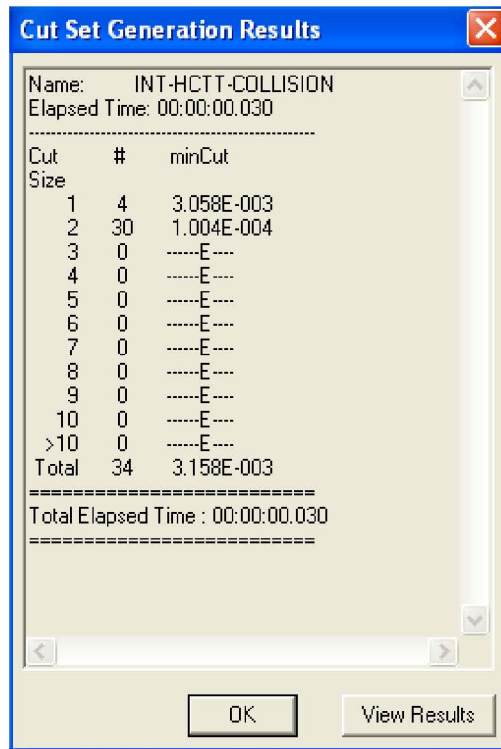 Cut Set Generation Results
Name: INT-HCTT-COLLISION
Elapsed Time: 00:00:00.030
----------------------------------------------------
Cut # minCut
Size
1 4 3.058E-003
2 30 1.004E-004
3 0 ------E----
4 0 ------E----
5 0 ------E----
6 0 ------E----
7 0 ------E----
8 0 ------E----
9 0 ------E----
10 0 ------E----
>10 0 ------E----
Total 34 3.158E-003
==========================
Total Elapsed Time : 00:00:00.030
==========================
OK View Results